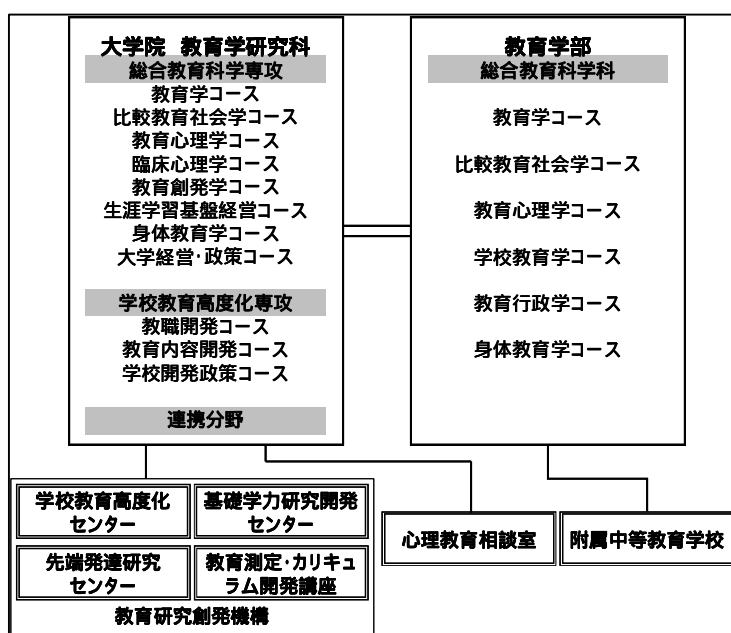 大学院 教育学研究科
総合教育科学専攻
教育学コース
比較教育社会学コース
教育心理学コース
臨床心理学コース
教育創発学コース
生涯学習基盤経営コース
身体教育学コース
大学経営・政策コース
学校教育高度化専攻
教職開発コース
教育内容開発コース
学校開発政策コース
連携分野
教育学部
総合教育科学科
教育学コース
比較教育社会学コース
教育心理学コース
学校教育学コース
教育行政学コース
身体教育学コース
学校教育高度化
センター
基礎学力研究開発
センター
先端発達研究
センター
教育測定・カリキュ
ラム開発講座
教育研究創発機構
心理教育相談室
附属中等教育学校